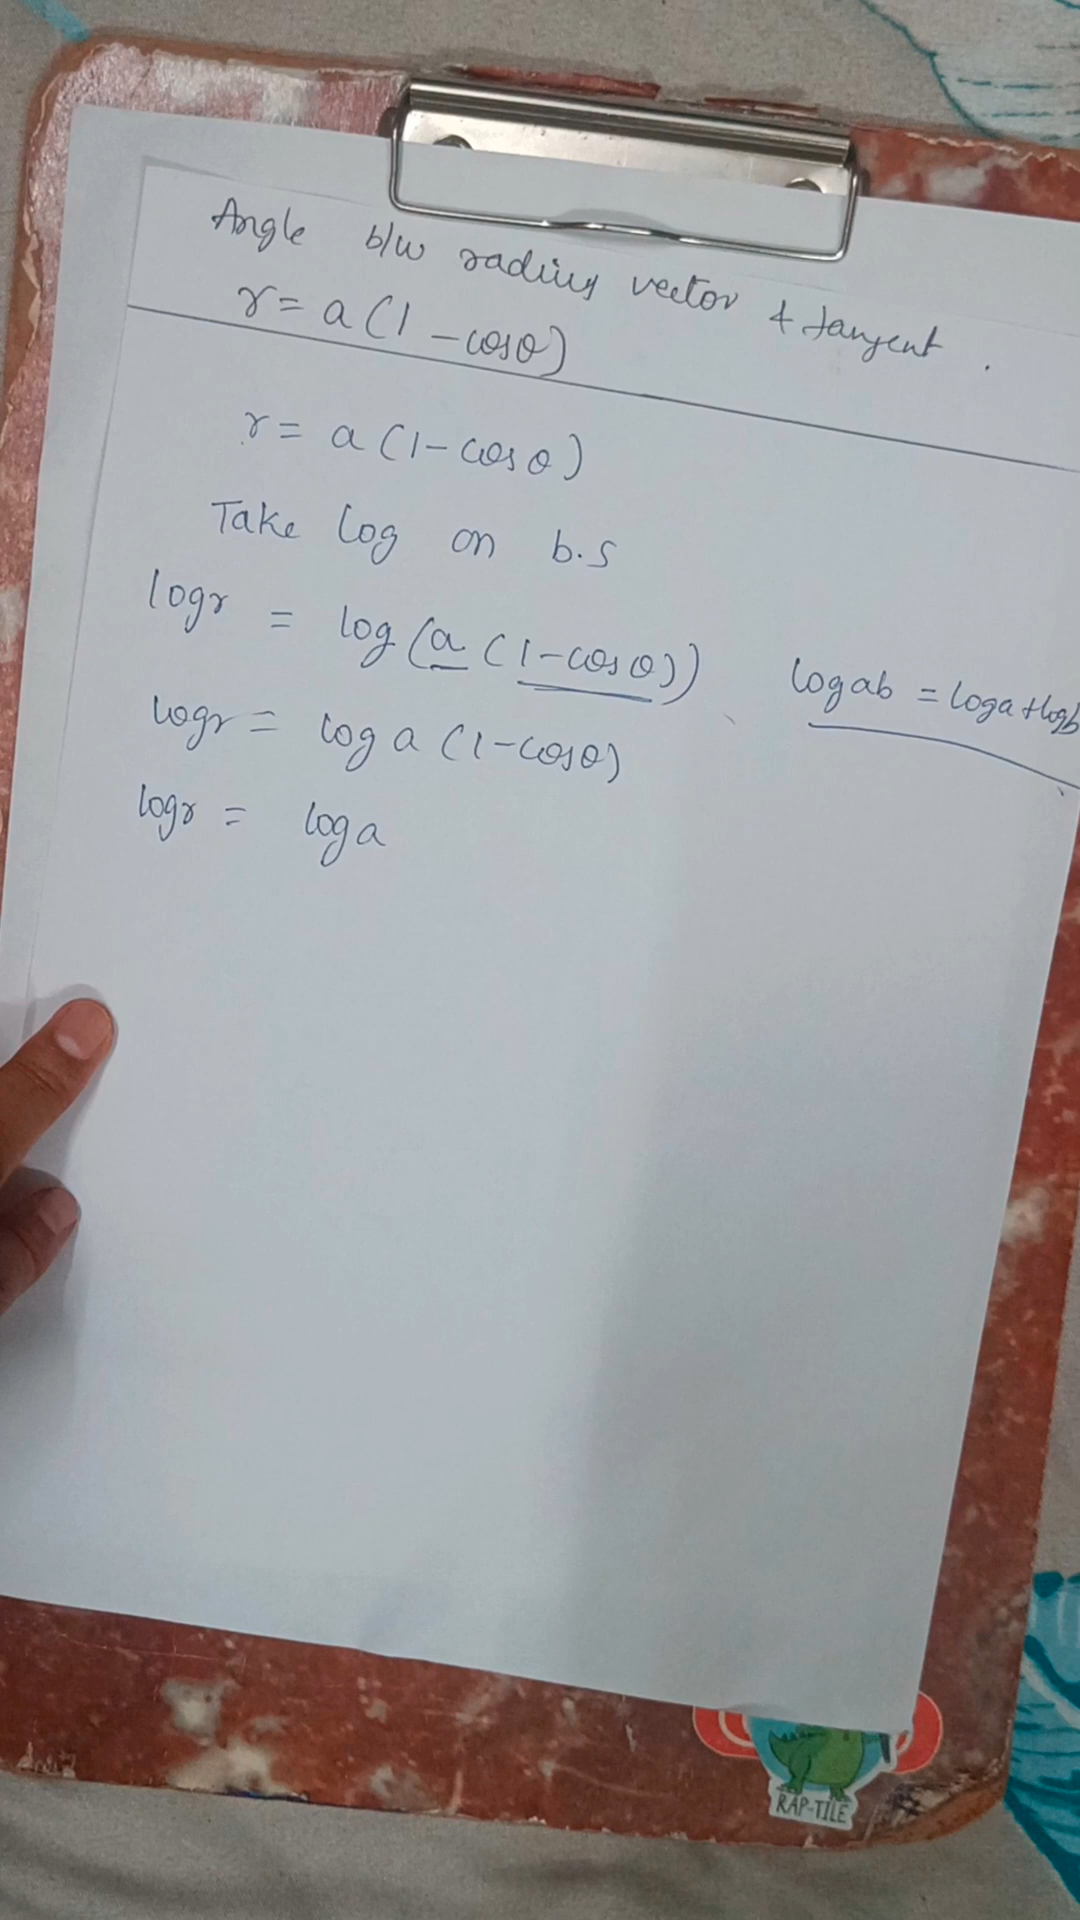 Angle b/w radius vector & tangent.
r = a(1 - cosθ)
r = a(1-cosθ)
Take log on b.s
logr = log(a(1-cosθ))
logab = loga+logb
logr = log a (1-cosθ)
logr = log a
RAP-TILE